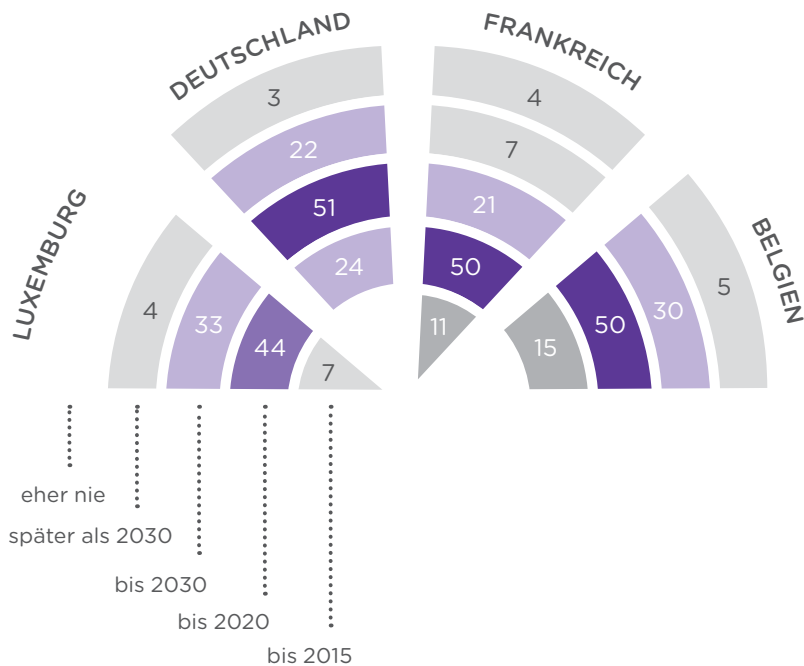 DEUTSCHLAND
FRANKREICH
LUXEMBURG
BELGIEN
3
22
51
24
4
7
21
50
11
4
33
44
7
15
50
30
5
eher nie
später als 2030
bis 2030
bis 2020
bis 2015